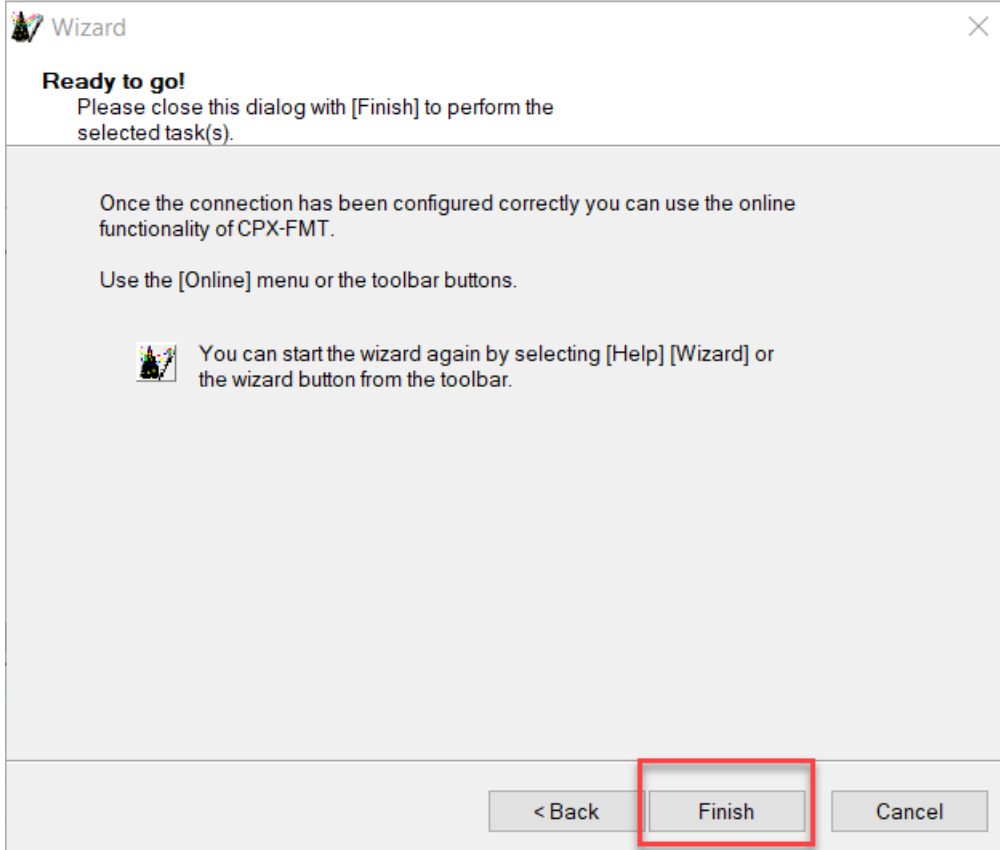 Wizard
Ready to go!
Please close this dialog with [Finish] to perform the
selected task(s).
Once the connection has been configured correctly you can use the online
functionality of CPX-FMT.
Use the [Online] menu or the toolbar buttons.
You can start the wizard again by selecting [Help] [Wizard] or
the wizard button from the toolbar.
< Back
Finish
Cancel